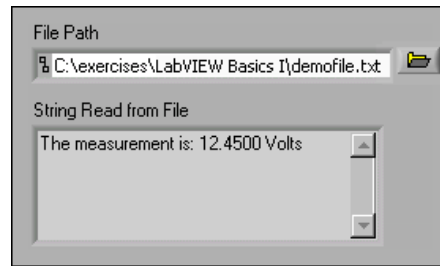 File Path
C:\exercises\LabVIEW Basics I\demofile.txt
String Read from File
The measurement is: 12.4500 Volts